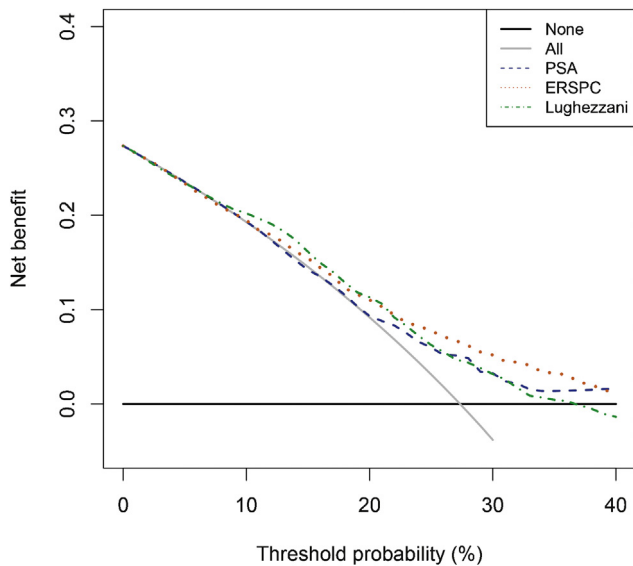 0.4
0.3
0.2
0.1
0.0
Net benefit
None
All
PSA
ERSPC
Lughezzani
0 10 20 30 40
Threshold probability (%)